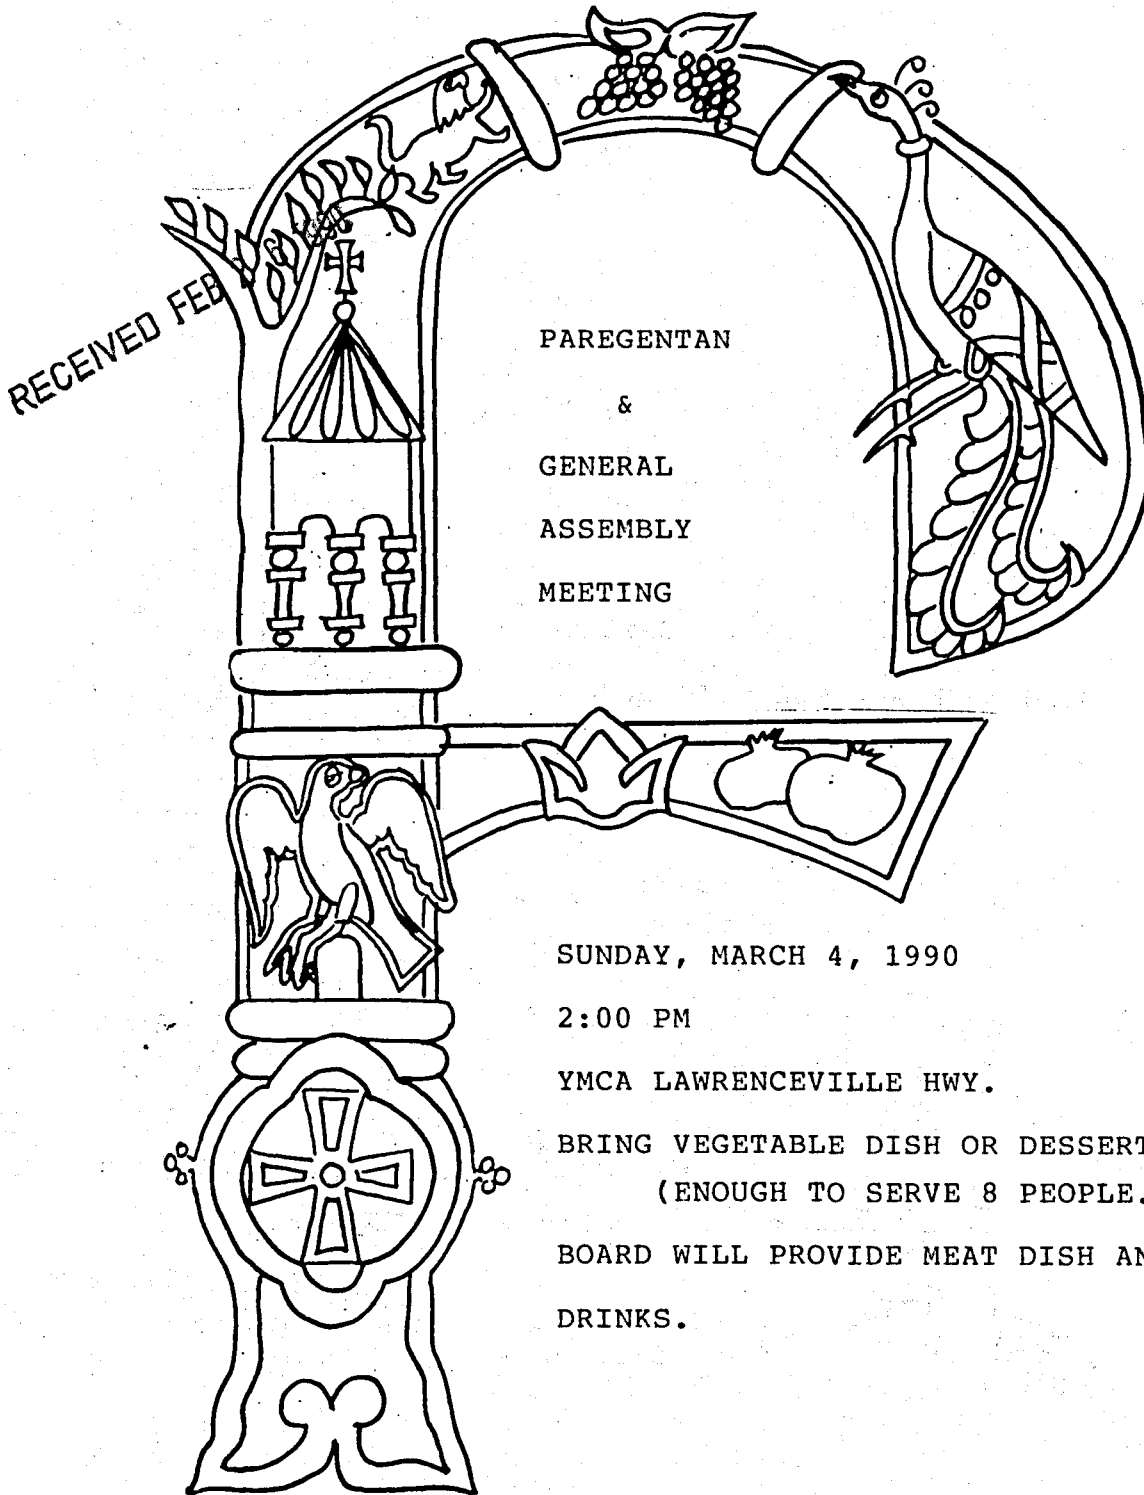 RECEIVED FEB
PAREGENTAN
&
GENERAL
ASSEMBLY
MEETING
SUNDAY, MARCH 4, 1990
2:00 PM
YMCA LAWRENCEVILLE HWY.
BRING VEGETABLE DISH OR DESSERT
(ENOUGH TO SERVE 8 PEOPLE.
BOARD WILL PROVIDE MEAT DISH
DRINKS.